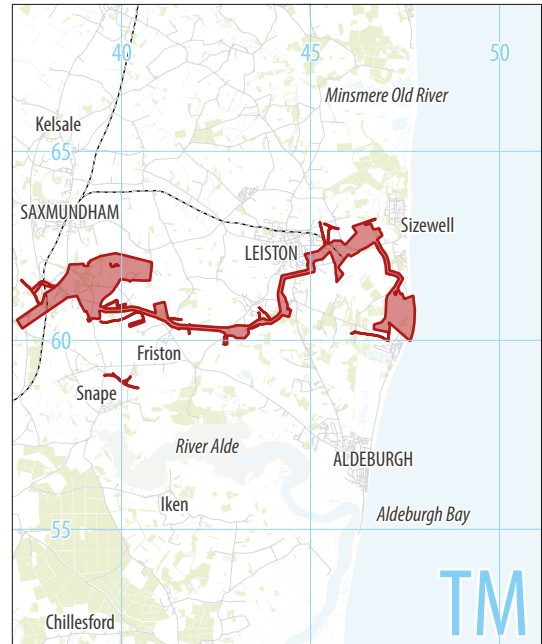 40 45 50
Minsmere Old River
Kelsale
65
SAXMUNDHAM
Sizewell
LEISTON
60
Friston
Snape
River Alde
ALDEBURGH
Iken
Aldeburgh Bay
55
TM
Chillesford